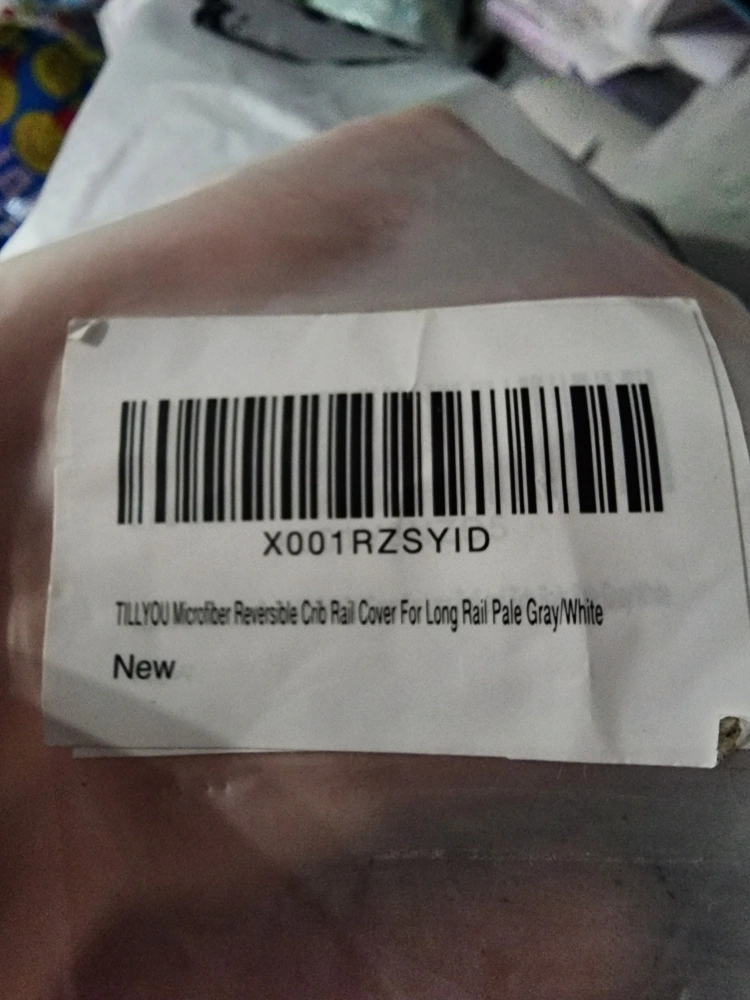 X001RZSYID
TILLYOU Microfiber Reversible Crib Rail Cover For Long Rail Pale Gray/White
New